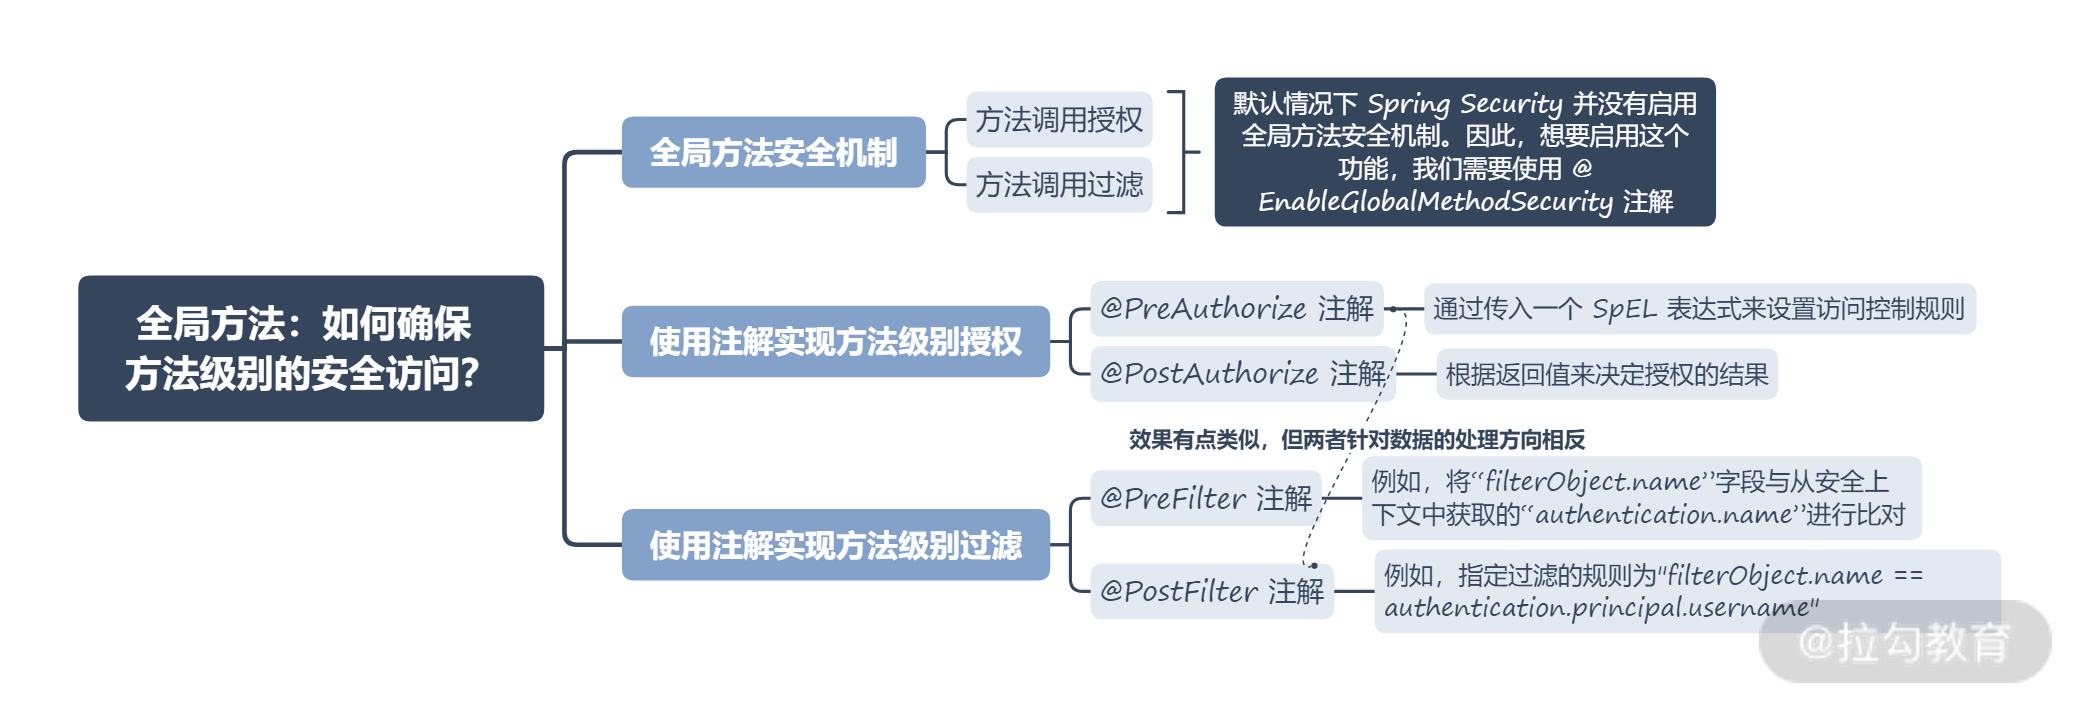 全局方法：如何确保
方法级别的安全访问？
全局方法安全机制
方法调用授权
方法调用过滤
默认情况下 Spring Security 并没有启用
全局方法安全机制。因此，想要启用这个
功能，我们需要使用 @
EnableGlobalMethodSecurity 注解
使用注解实现方法级别授权
@PreAuthorize 注解
通过传入一个 SpEL 表达式来设置访问控制规则
@PostAuthorize 注解
根据返回值来决定授权的结果
效果有点类似，但两者针对数据的处理方向相反
使用注解实现方法级别过滤
@PreFilter 注解
例如，将“filterObject.name”字段与从安全上
下文中获取的“authentication.name”进行比对
@PostFilter 注解
例如，指定过滤的规则为"filterObject.name ==
authentication.principal.username"
@拉勾教育